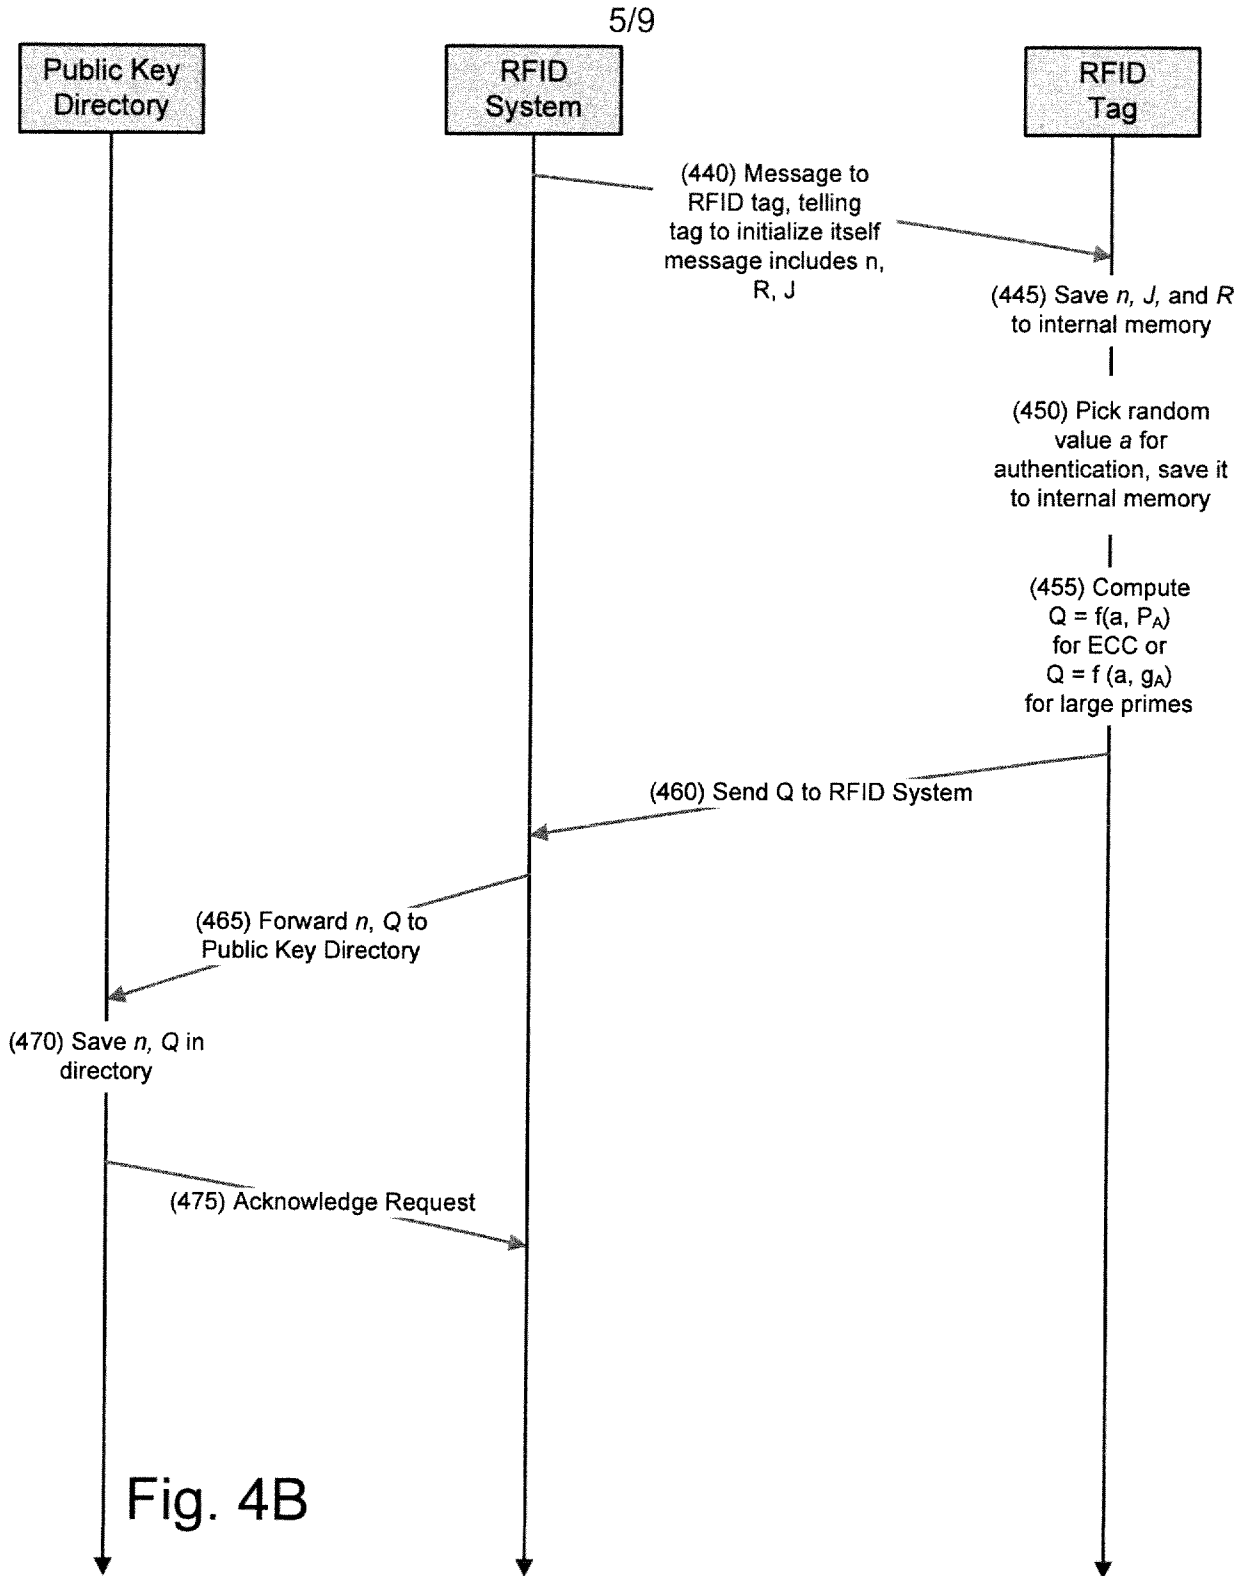 5/9
Public Key
Directory
RFID
System
RFID
Tag
(440) Message to
RFID tag, telling
tag to initialize itself
message includes n,
R, J
(445) Save n, J, and R
to internal memory
(450) Pick random
value a for
authentication, save it
to internal memory
(455) Compute
Q = f(a, PA)
for ECC or
Q = f (a, gA)
for large primes
(460) Send Q to RFID System
(465) Forward n, Q to
Public Key Directory
(470) Save n, Q in
directory
(475) Acknowledge Request
Fig. 4B